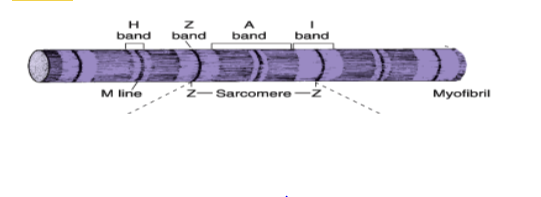 H band
Z band
A band
I band
M line
Z — Sarcomere — Z
Myofibril